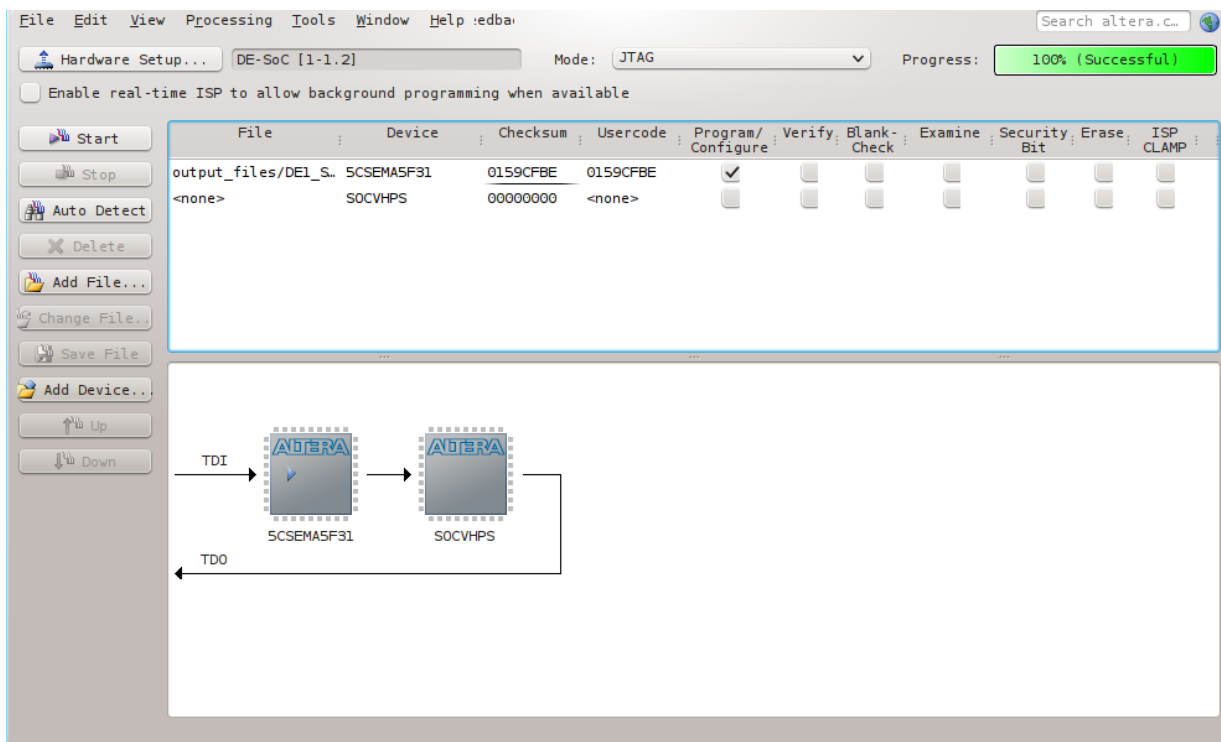 File Edit View Processing Tools Window Help :edba Search altera.c…
Hardware Setup... DE-SoC [1-1.2] Mode: JTAG Progress: 100% (Successful)
Enable real-time ISP to allow background programming when available
Start
Stop
Auto Detect
Delete
Add File...
Change File..
Save File
Add Device...
Up
Down
File Device Checksum Usercode Program/ Verify Blank- Examine Security Erase ISP
Configure Check Bit CLAMP
output_files/DE1_S… 5CSEMA5F31 0159CFBE 0159CFBE
<none> SOCVHPS 00000000 <none>
ALTERA ALTERA
TDI
5CSEMA5F31 SOCVHPS
TDO